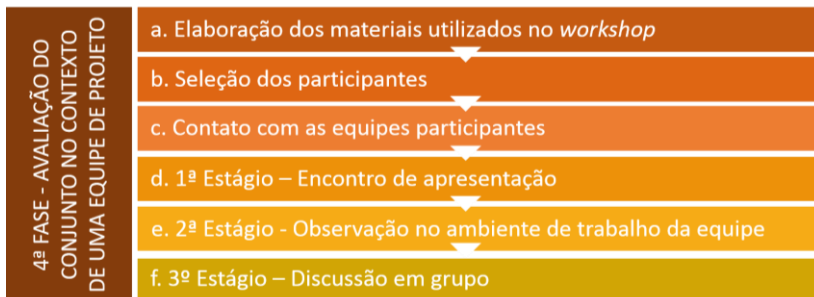 4ª FASE - AVALIAÇÃO DO
CONJUNTO NO CONTEXTO
DE UMA EQUIPE DE PROJETO
a. Elaboração dos materiais utilizados no workshop
b. Seleção dos participantes
c. Contato com as equipes participantes
d. 1ª Estágio – Encontro de apresentação
e. 2ª Estágio - Observação no ambiente de trabalho da equipe
f. 3º Estágio – Discussão em grupo